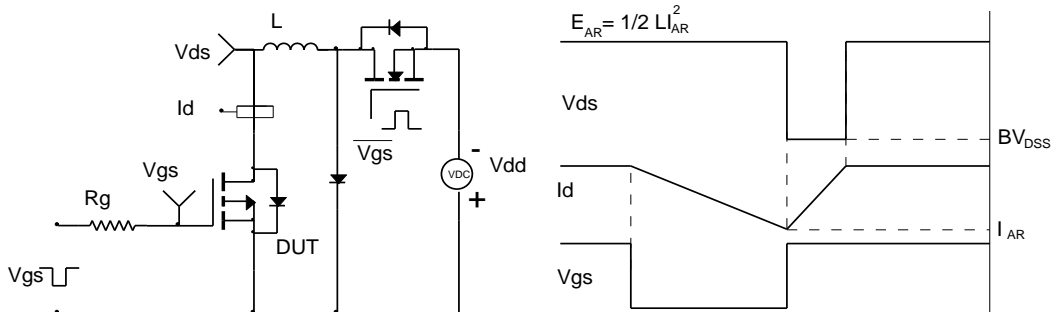 L
Vds
Id
Vgs
Vgs
Rg
Vgs
DUT
VDC
-
+
Vdd
E_AR= 1/2 LI_AR^2
Vds
BV_DSS
Id
I_AR
Vgs